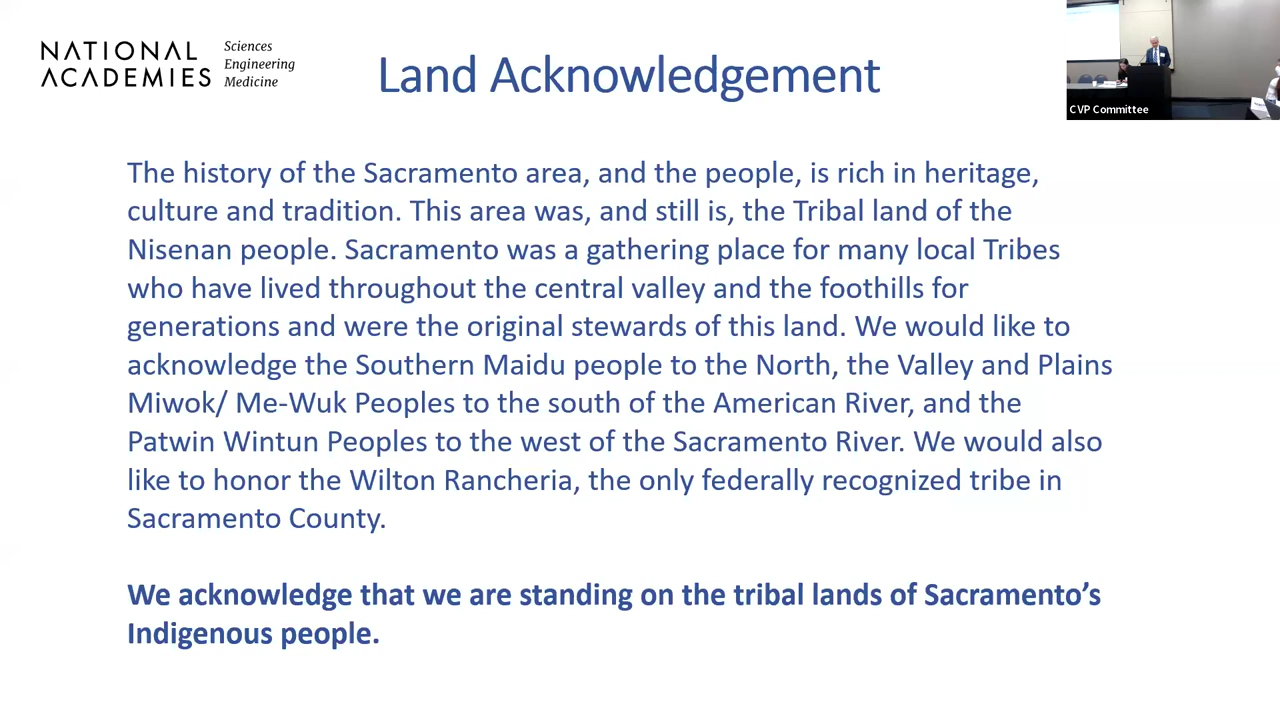 NATIONAL
ACADEMIES
Sciences
Engineering
Medicine
Land Acknowledgement
CVP Committee
The history of the Sacramento area, and the people, is rich in heritage,
culture and tradition. This area was, and still is, the Tribal land of the
Nisenan people. Sacramento was a gathering place for many local Tribes
who have lived throughout the central valley and the foothills for
generations and were the original stewards of this land. We would like to
acknowledge the Southern Maidu people to the North, the Valley and Plains
Miwok/ Me-Wuk Peoples to the south of the American River, and the
Patwin Wintun Peoples to the west of the Sacramento River. We would also
like to honor the Wilton Rancheria, the only federally recognized tribe in
Sacramento County.
We acknowledge that we are standing on the tribal lands of Sacramento’s
Indigenous people.